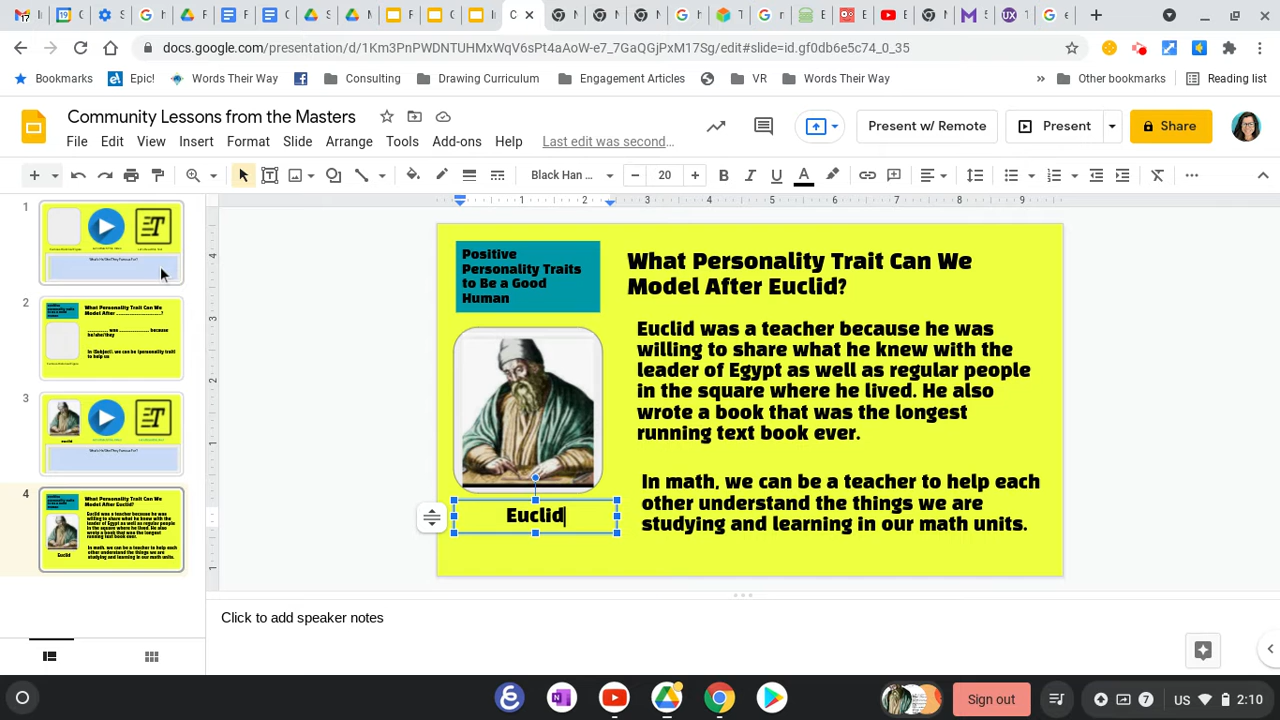 docs.google.com/presentation/d/1Km3PnPWDNTUHMxWqV6sPt4aAoW-e7_7GaQGjPxM17Sg/edit#slide=id.gf0db6e5c74_0_35
Bookmarks Epic! Words Their Way Consulting Drawing Curriculum Engagement Articles VR Words Their Way » Other bookmarks Reading list
Community Lessons from the Masters
Present w/ Remote Present Share
File Edit View Insert Format Slide Arrange Tools Add-ons Help Last edit was second...
Black Han ... 20
Positive
Personality Traits
to Be a Good
Human
What Personality Trait Can We
Model After Euclid?
Euclid was a teacher because he was
willing to share what he knew with the
leader of Egypt as well as regular people
in the square where he lived. He also
wrote a book that was the longest
running text book ever.
In math, we can be a teacher to help each
other understand the things we are
studying and learning in our math units.
Euclid
1
2
3
4
Click to add speaker notes
Sign out
7 US 2:10